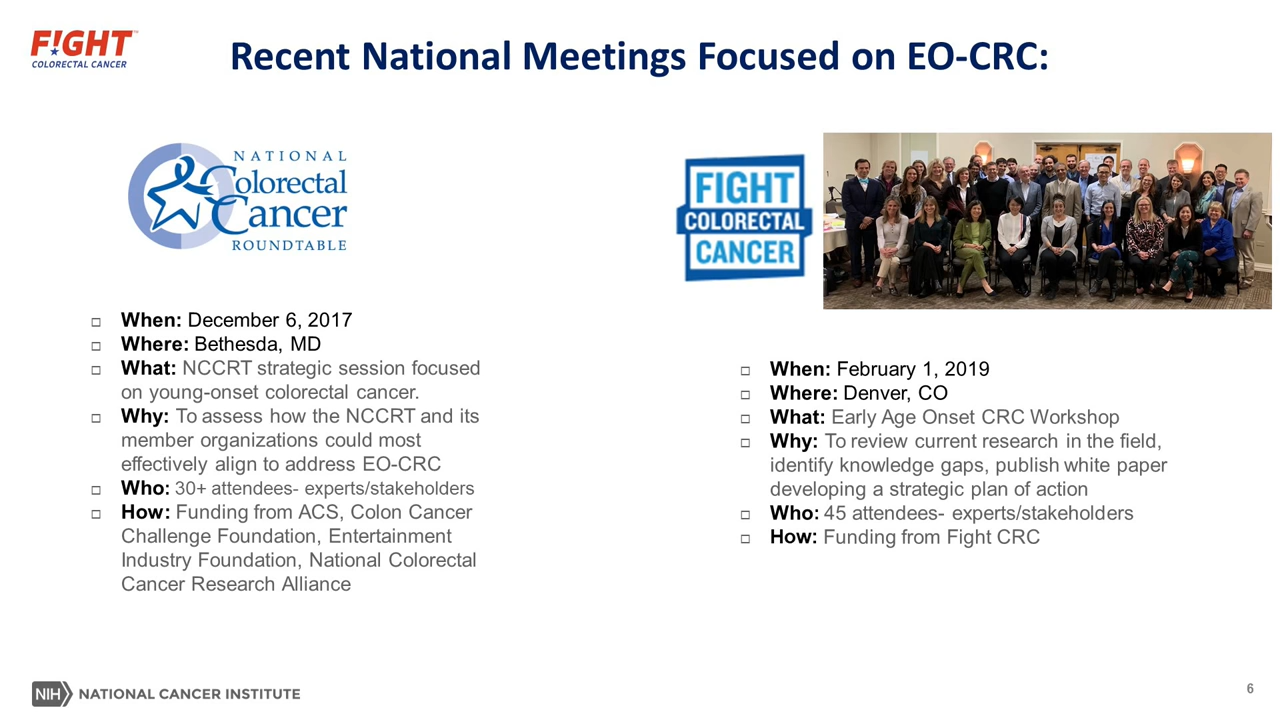 FIGHT
COLORECTAL CANCER
Recent National Meetings Focused on EO-CRC:
NATIONAL
Colorectal
Cancer
ROUNDTABLE
□ When: December 6, 2017
□ Where: Bethesda, MD
□ What: NCCRT strategic session focused
on young-onset colorectal cancer.
□ Why: To assess how the NCCRT and its
member organizations could most
effectively align to address EO-CRC
□ Who: 30+ attendees- experts/stakeholders
□ How: Funding from ACS, Colon Cancer
Challenge Foundation, Entertainment
Industry Foundation, National Colorectal
Cancer Research Alliance
FIGHT
COLORECTAL
CANCER
□ When: February 1, 2019
□ Where: Denver, CO
□ What: Early Age Onset CRC Workshop
□ Why: To review current research in the field,
identify knowledge gaps, publish white paper
developing a strategic plan of action
□ Who: 45 attendees- experts/stakeholders
□ How: Funding from Fight CRC
NIH NATIONAL CANCER INSTITUTE
6